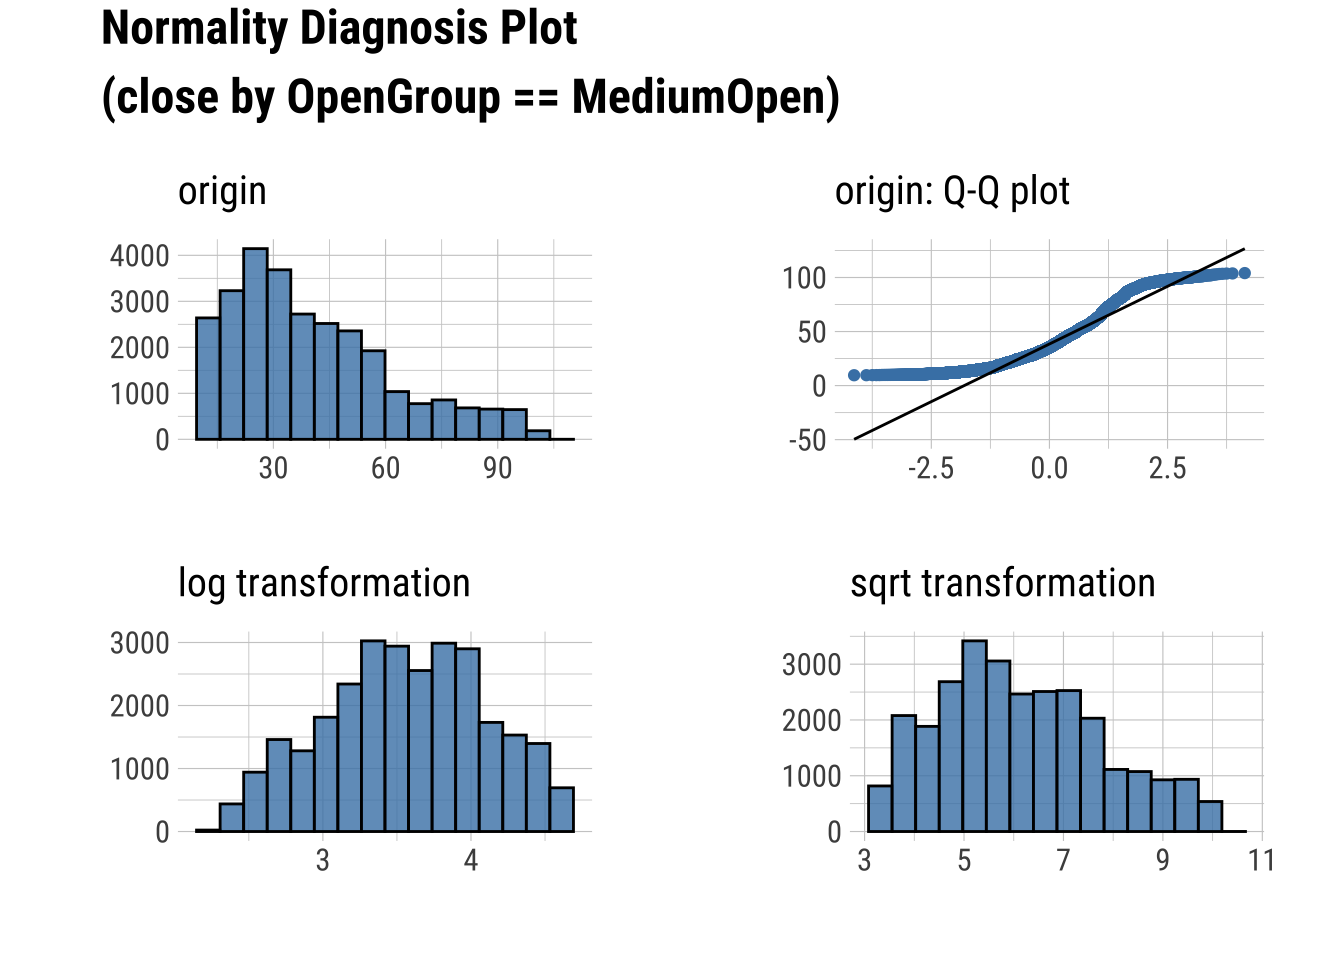 Normality Diagnosis Plot
(close by OpenGroup == MediumOpen)
origin
4000
3000
2000
1000
0
30 60 90
origin: Q-Q plot
100
50
0
-50
-2.5 0.0 2.5
log transformation
3000
2000
1000
0
3 4
sqrt transformation
3000
2000
1000
0
3 5 7 9 11